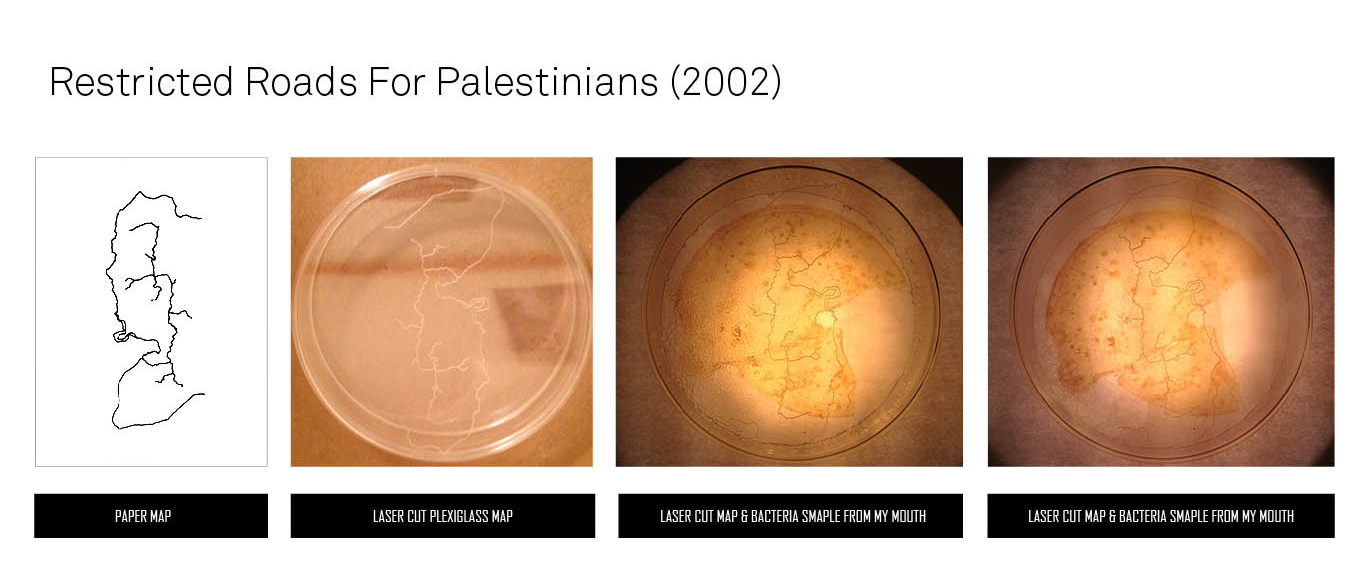 Restricted Roads For Palestinians (2002)
PAPER MAP
LASER CUT PLEXIGLASS MAP
LASER CUT MAP & BACTERIA SMAPLE FROM MY MOUTH
LASER CUT MAP & BACTERIA SMAPLE FROM MY MOUTH